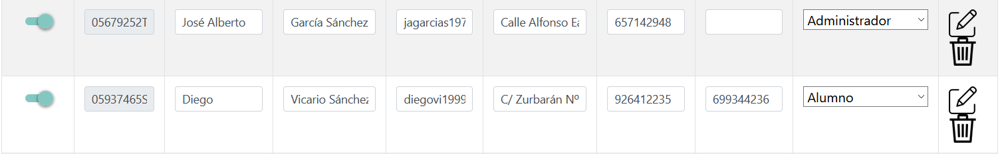 05679252T José Alberto García Sánchez jagarcias197 Calle Alfonso Ea 657142948 Administrador
05937465S Diego Vicario Sánchez diegovi1999 C/ Zurbarán Nº 926412235 699344236 Alumno